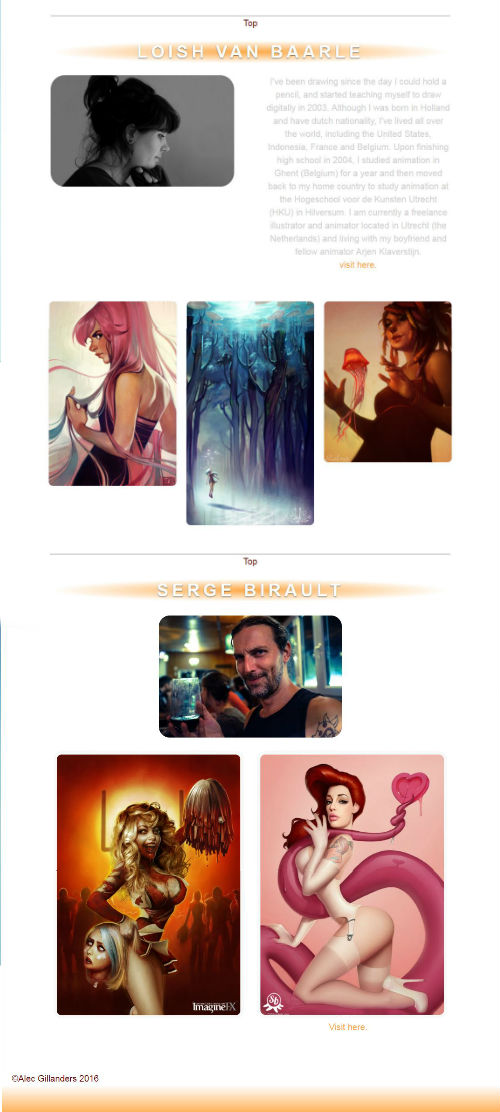 Top
LOISH VAN BAARLE
I've been drawing since the day I could hold a
pencil, and started teaching myself to draw
digitally in 2003. Although I was born in Holland
and have dutch nationality, I've lived all over
the world, including the United States,
Indonesia, France and Belgium. Upon finishing
high school in 2004, I studied animation in
Ghent (Belgium) for a year and then moved
back to my home country to study animation at
the Hogeschool voor de Kunsten Utrecht
(HKU) in Hilversum. I am currently a freelance
illustrator and animator located in Utrecht (the
Netherlands) and living with my boyfriend and
fellow animator Arjen Klaverstijn.
visit here.
Top
SERGE BIRAULT
ImagineFX
Visit here.
©Alec Gillanders 2016